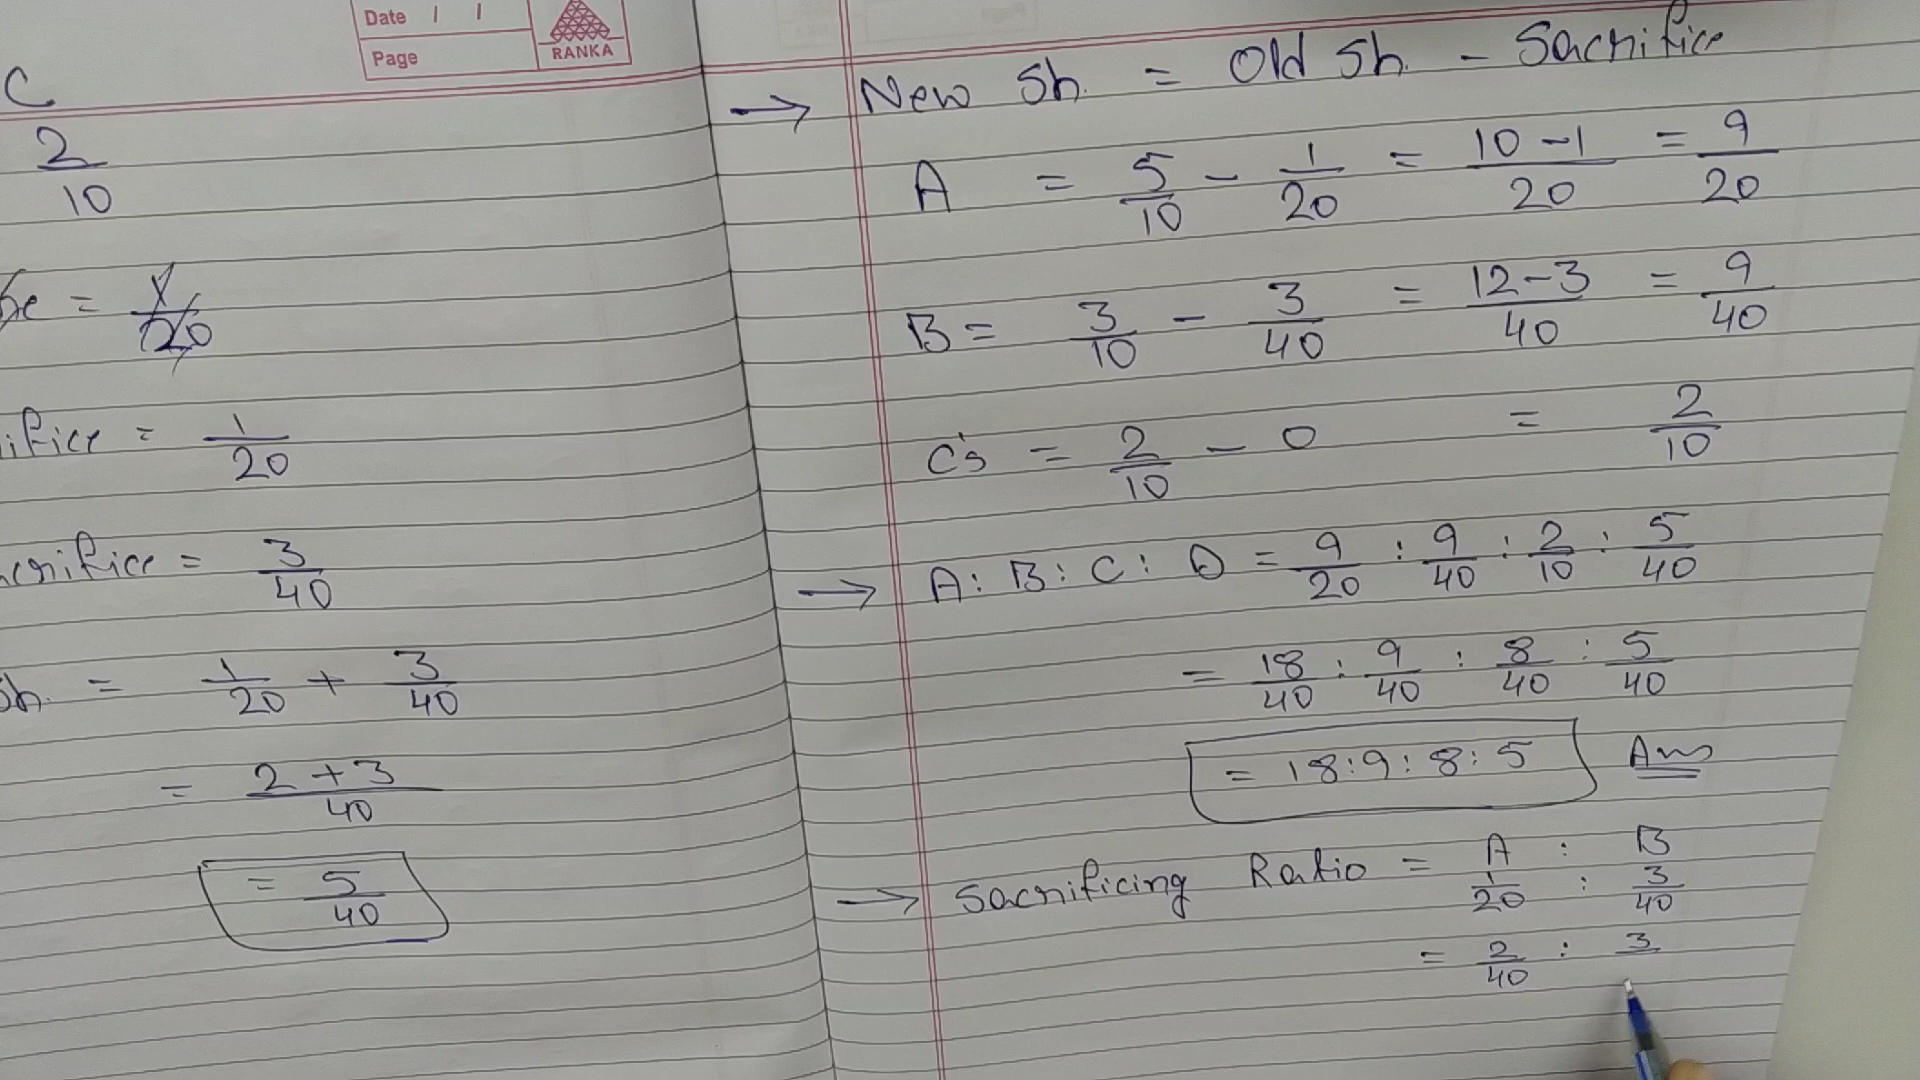 Date / /
Page
RANKA
C
2/10
= 1/20
= 1/20
= 3/40
Sh. = 1/20 + 3/40
= 2+3/40
= 5/40
→ New Sh. = Old Sh. - Sacrifice
A = 5/10 - 1/20 = 10-1/20 = 9/20
B = 3/10 - 3/40 = 12-3/40 = 9/40
C's = 2/10 - 0 = 2/10
→ A : B : C : D = 9/20 : 9/40 : 2/10 : 5/40
= 18/40 : 9/40 : 8/40 : 5/40
= 18:9:8:5 Ans
→ Sacrificing Ratio = A : B
1/20 : 3/40
= 2/40 : 3